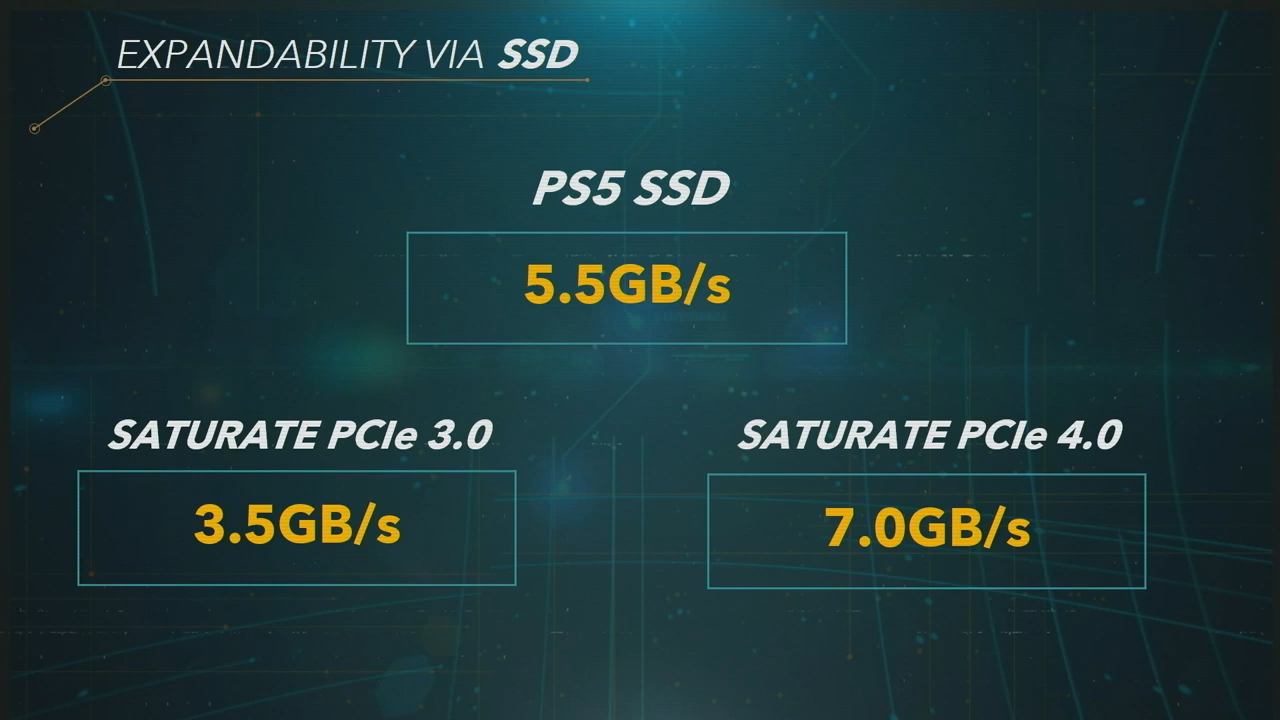 EXPANDABILITY VIA SSD
PS5 SSD
5.5GB/s
SATURATE PCIe 3.0
3.5GB/s
SATURATE PCIe 4.0
7.0GB/s